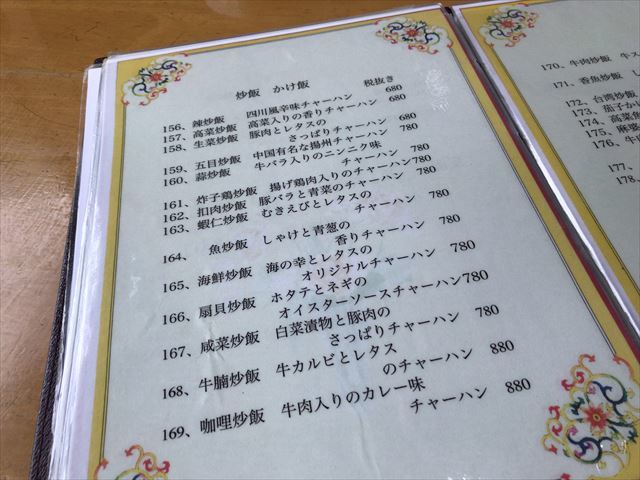 炒飯 かけ飯 税抜き
156、辣炒飯 四川風辛味チャーハン 680
157、高菜炒飯 高菜入りの香りチャーハン 680
158、生菜炒飯 豚肉とレタスの
さっぱりチャーハン 680
159、五目炒飯 中国有名な揚州チャーハン 780
160、蒜炒飯 牛バラ入りのニンニク味
チャーハン 780
161、炸子鶏炒飯 揚げ鶏肉入りのチャーハン780
162、扣肉炒飯 豚バラと青菜のチャーハン 780
163、蝦仁炒飯 むきえびとレタスの
チャーハン 780
164、 魚炒飯 しゃけと青葱の
香りチャーハン 780
165、海鮮炒飯 海の幸とレタスの
オリジナルチャーハン 780
166、扇貝炒飯 ホタテとネギの
オイスターソースチャーハン780
167、咸菜炒飯 白菜漬物と豚肉の
さっぱりチャーハン 780
168、牛腩炒飯 牛カルビとレタス
のチャーハン 880
169、咖哩炒飯 牛肉入りのカレー味
チャーハン 880
170、牛肉炒飯
171、香魚炒飯
172、台湾炒飯
173、茄子か
174、高菜魚
175、麻婆
176、牛
177、
178、